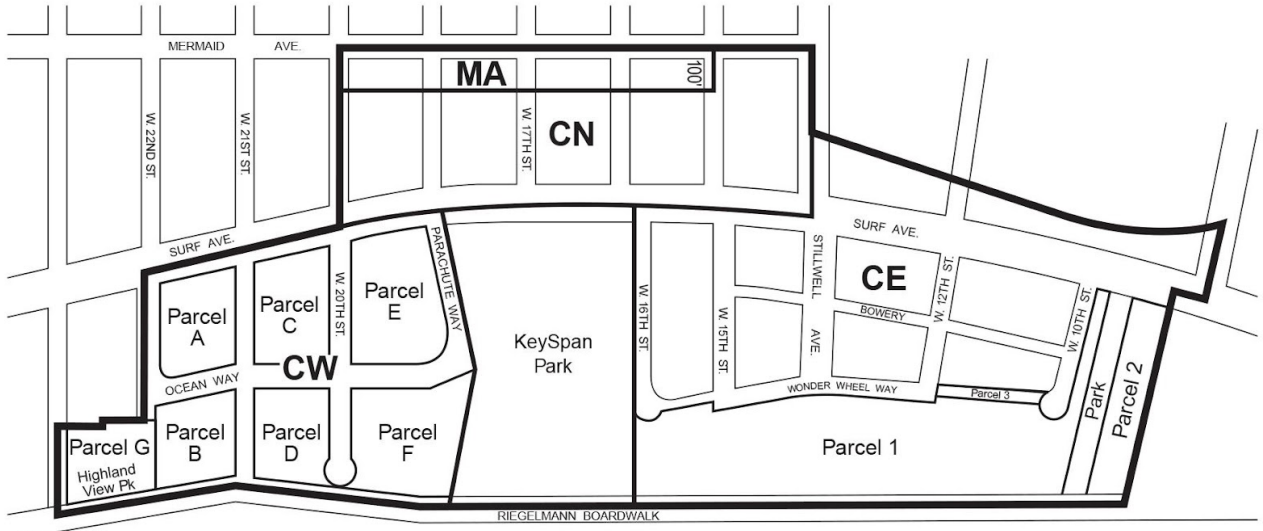 MERMAID AVE.
MA
100'
W. 22ND ST.
W. 21ST ST.
W. 17TH ST.
CN
SURF AVE.
SURF AVE.
PARACHUTE WAY
STILLWELL
AVE.
CE
W. 12TH ST.
BOWERY
W. 10TH ST.
W. 16TH ST.
W. 15TH ST.
W. 20TH ST.
Parcel
A
Parcel
C
Parcel
E
KeySpan
Park
CW
OCEAN WAY
WONDER WHEEL WAY
Parcel 3
Park
Parcel 2
Parcel G
Highland
View Pk
Parcel
B
Parcel
D
Parcel
F
Parcel 1
RIEGELMANN BOARDWALK